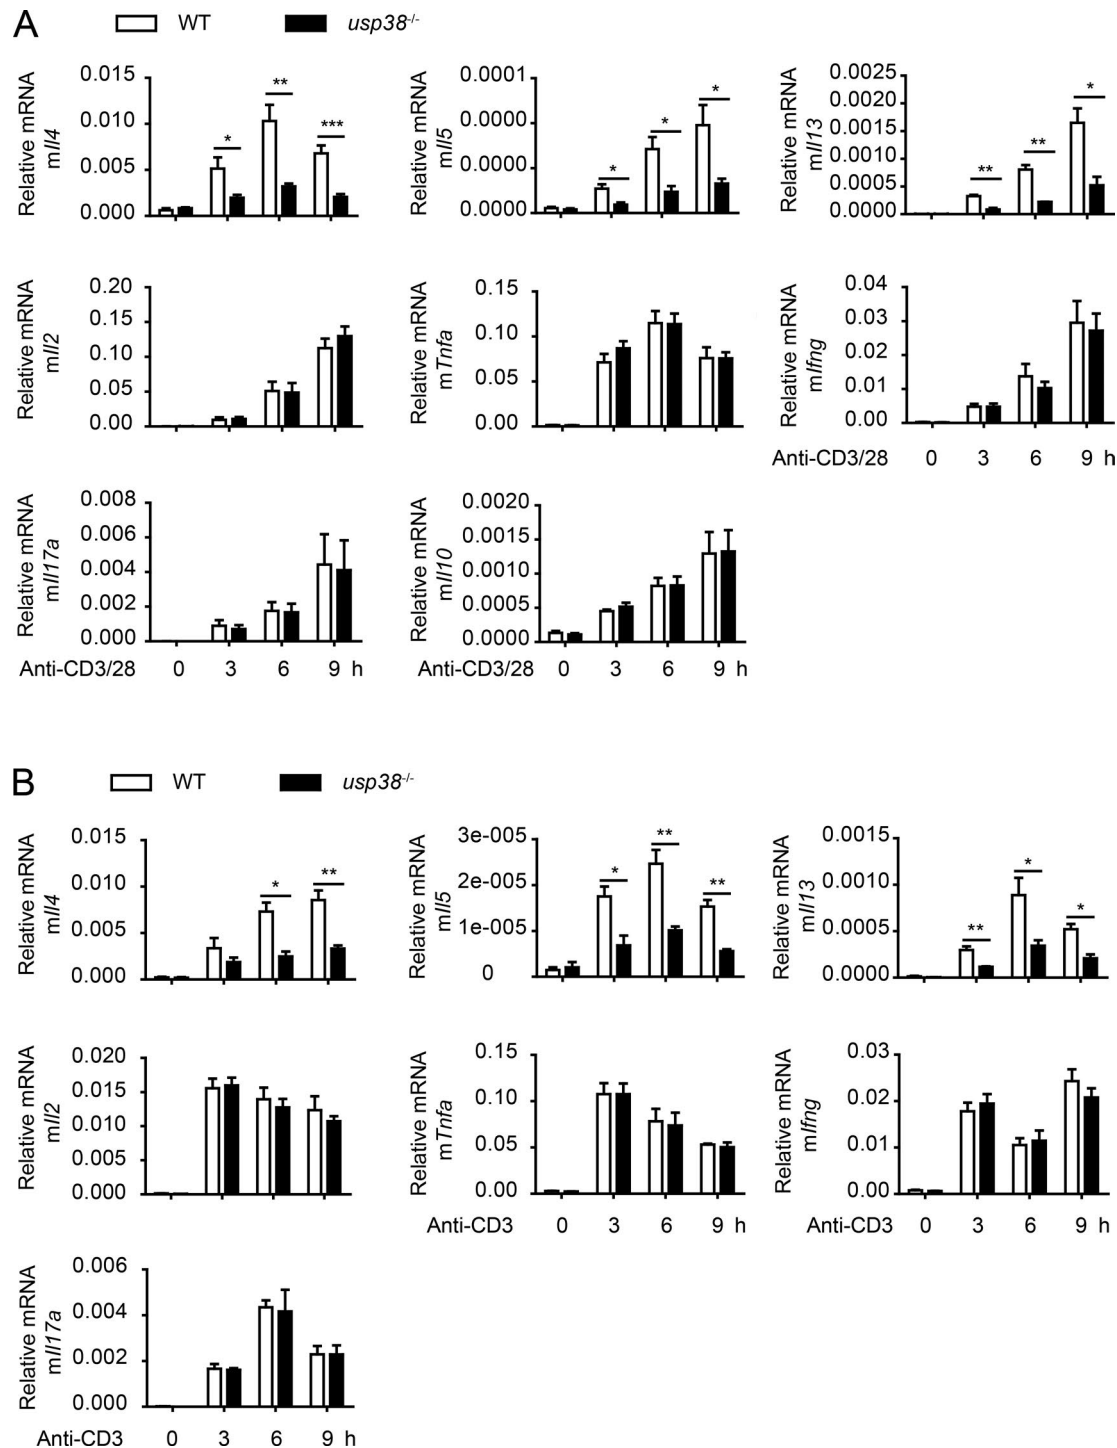 A
WT usp38-/-
Relative mRNA mIl4
0.015
0.010
0.005
0.000
* ** ***
Relative mRNA mIl5
0.0001
0.0000
0.0000
0.0000
* * *
Relative mRNA mIl13
0.0025
0.0020
0.0015
0.0010
0.0005
0.0000
** ** *
Relative mRNA mIl2
0.20
0.15
0.10
0.05
0.00
Relative mRNA mTnfa
0.15
0.10
0.05
0.00
Relative mRNA mIfng
0.04
0.03
0.02
0.01
0.00
Anti-CD3/28 0 3 6 9 h
Relative mRNA mIl17a
0.008
0.006
0.004
0.002
0.000
Anti-CD3/28 0 3 6 9 h
Relative mRNA mIl10
0.0020
0.0015
0.0010
0.0005
0.0000
Anti-CD3/28 0 3 6 9 h
B
WT usp38-/-
Relative mRNA mIl4
0.015
0.010
0.005
0.000
* **
Relative mRNA mIl5
3e-005
2e-005
1e-005
0
* ** **
Relative mRNA mIl13
0.0015
0.0010
0.0005
0.0000
** * *
Relative mRNA mIl2
0.020
0.015
0.010
0.005
0.000
Relative mRNA mTnfa
0.15
0.10
0.05
0.00
Anti-CD3 0 3 6 9 h
Relative mRNA mIfng
0.03
0.02
0.01
0.00
0 3 6 9 h
Relative mRNA mIl17a
0.006
0.004
0.002
0.000
Anti-CD3 0 3 6 9 h